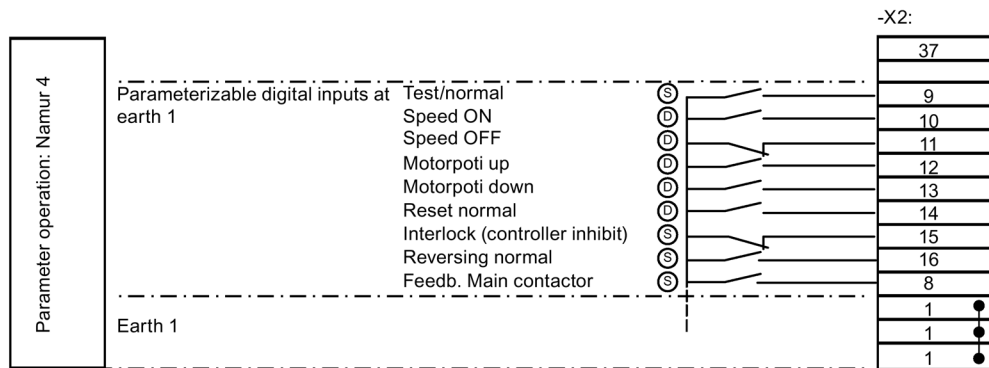 -X2:
37
Parameter operation: Namur 4
Parameterizable digital inputs at
earth 1
Test/normal S 9
Speed ON D 10
Speed OFF D 11
Motorpoti up D 12
Motorpoti down D 13
Reset normal D 14
Interlock (controller inhibit) S 15
Reversing normal S 16
Feedb. Main contactor S 8
Earth 1
1
1
1